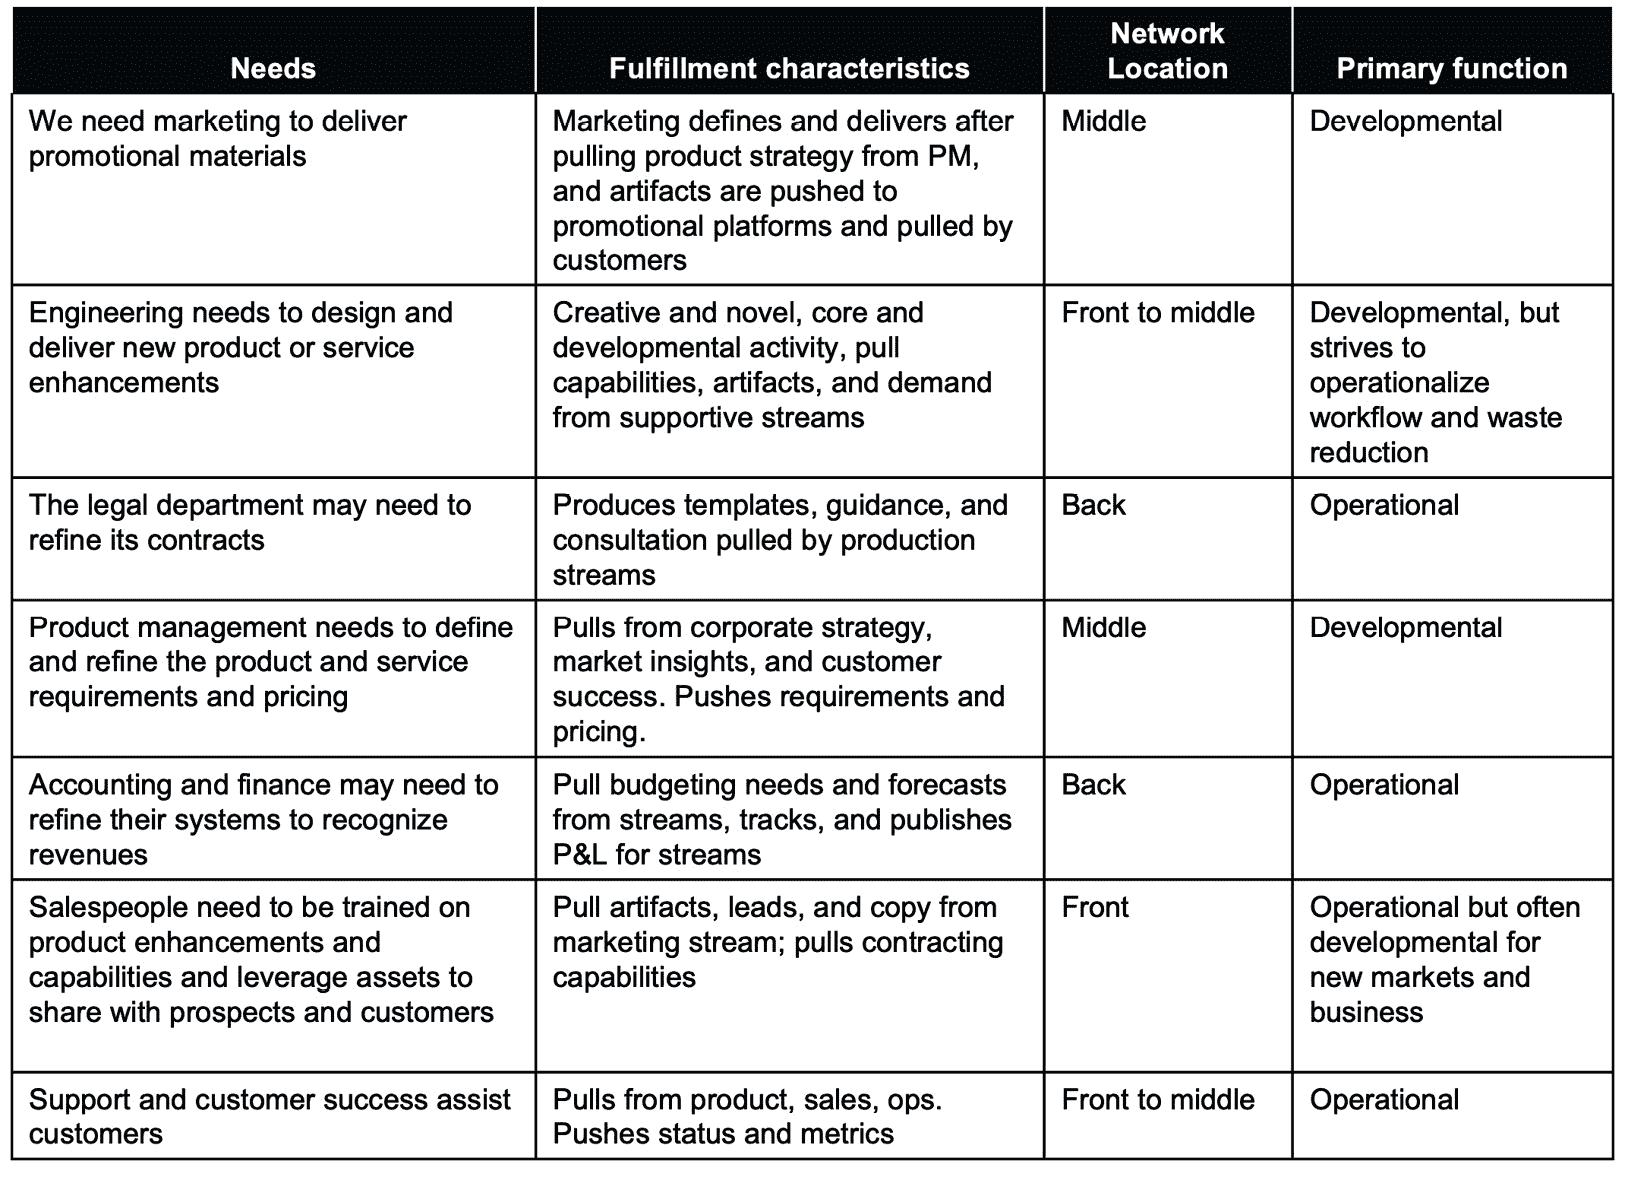 Needs
Fulfillment characteristics
Network
Location
Primary function
We need marketing to deliver
promotional materials
Marketing defines and delivers after
pulling product strategy from PM,
and artifacts are pushed to
promotional platforms and pulled by
customers
Middle
Developmental
Engineering needs to design and
deliver new product or service
enhancements
Creative and novel, core and
developmental activity, pull
capabilities, artifacts, and demand
from supportive streams
Front to middle
Developmental, but
strives to
operationalize
workflow and waste
reduction
The legal department may need to
refine its contracts
Produces templates, guidance, and
consultation pulled by production
streams
Back
Operational
Product management needs to define
and refine the product and service
requirements and pricing
Pulls from corporate strategy,
market insights, and customer
success. Pushes requirements and
pricing.
Middle
Developmental
Accounting and finance may need to
refine their systems to recognize
revenues
Pull budgeting needs and forecasts
from streams, tracks, and publishes
P&L for streams
Back
Operational
Salespeople need to be trained on
product enhancements and
capabilities and leverage assets to
share with prospects and customers
Pull artifacts, leads, and copy from
marketing stream; pulls contracting
capabilities
Front
Operational but often
developmental for
new markets and
business
Support and customer success assist
customers
Pulls from product, sales, ops.
Pushes status and metrics
Front to middle
Operational